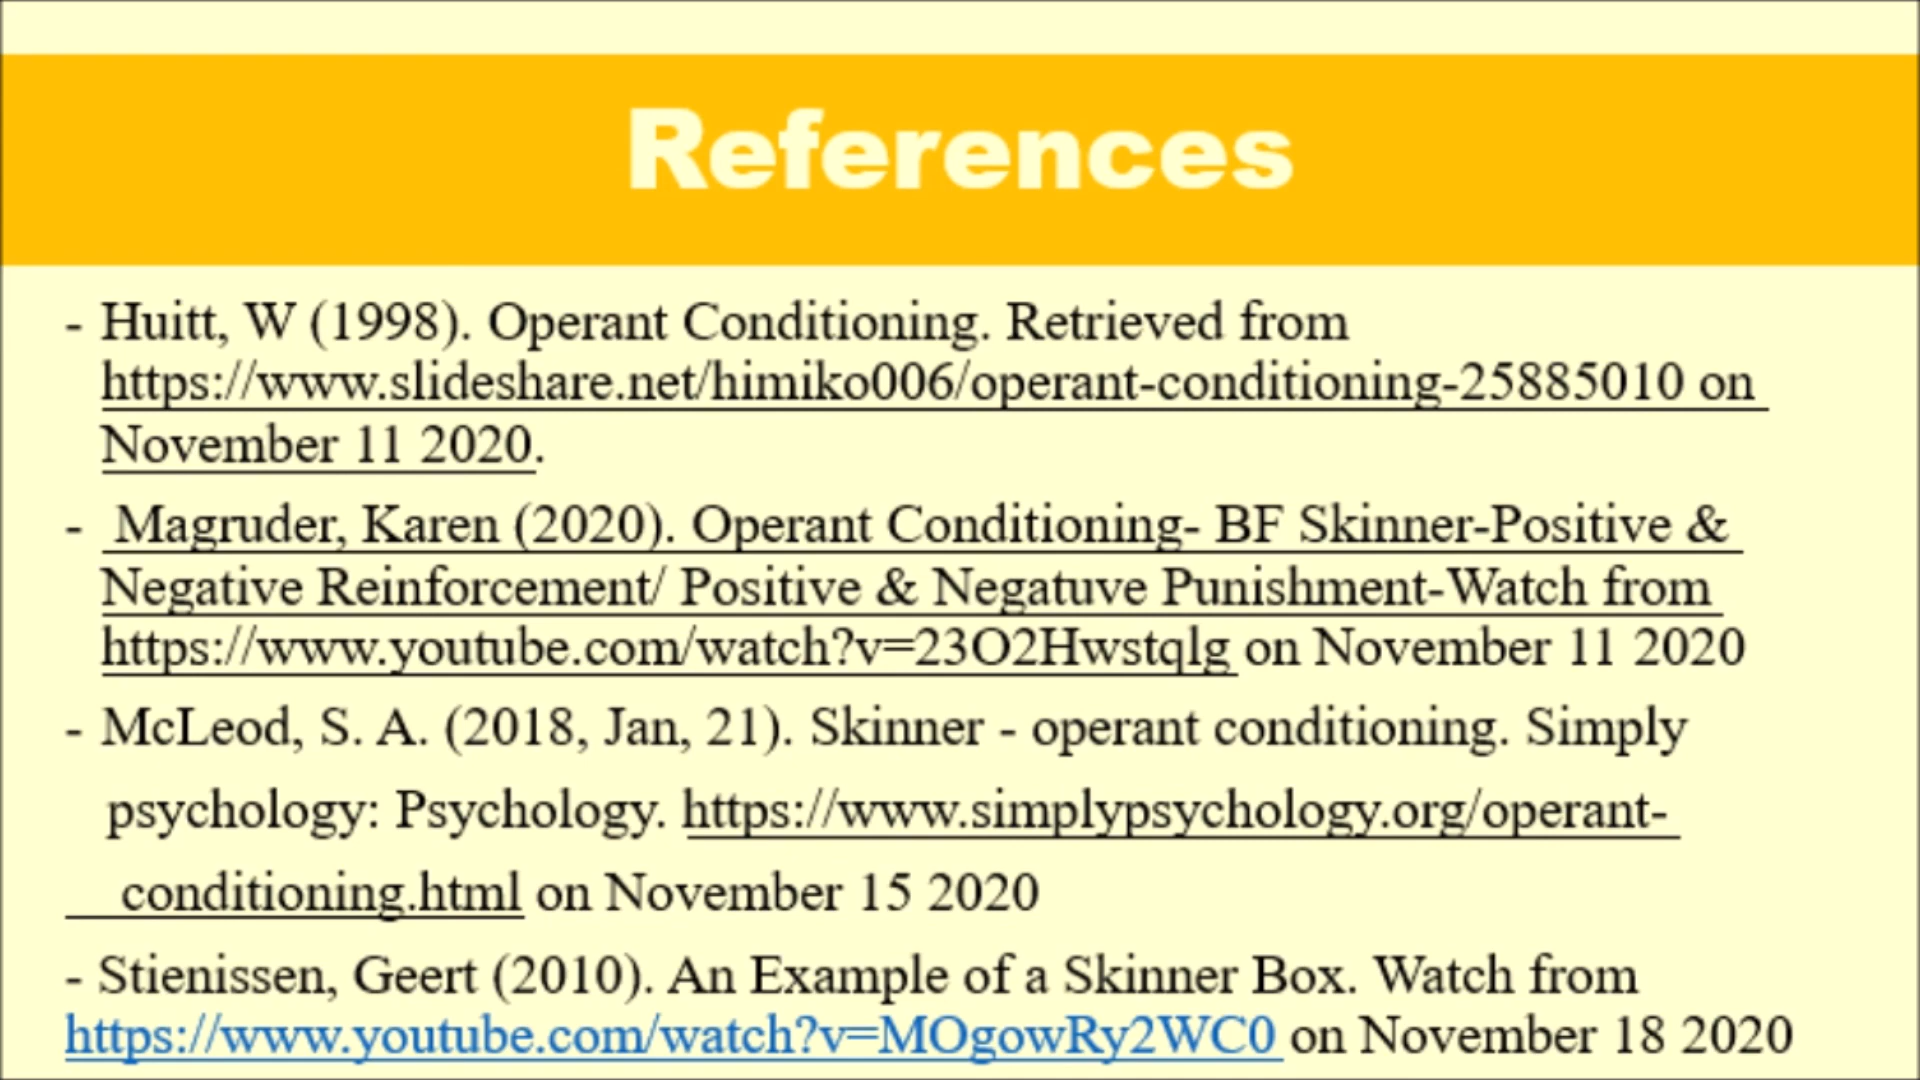 References
- Huitt, W (1998). Operant Conditioning. Retrieved from
https://www.slideshare.net/himiko006/operant-conditioning-25885010 on
November 11 2020.
- Magruder, Karen (2020). Operant Conditioning- BF Skinner-Positive &
Negative Reinforcement/ Positive & Negatuve Punishment-Watch from
https://www.youtube.com/watch?v=23O2Hwstqlg on November 11 2020
- McLeod, S. A. (2018, Jan, 21). Skinner - operant conditioning. Simply
psychology: Psychology. https://www.simplypsychology.org/operant-
conditioning.html on November 15 2020
- Stienissen, Geert (2010). An Example of a Skinner Box. Watch from
https://www.youtube.com/watch?v=MOgowRy2WC0 on November 18 2020